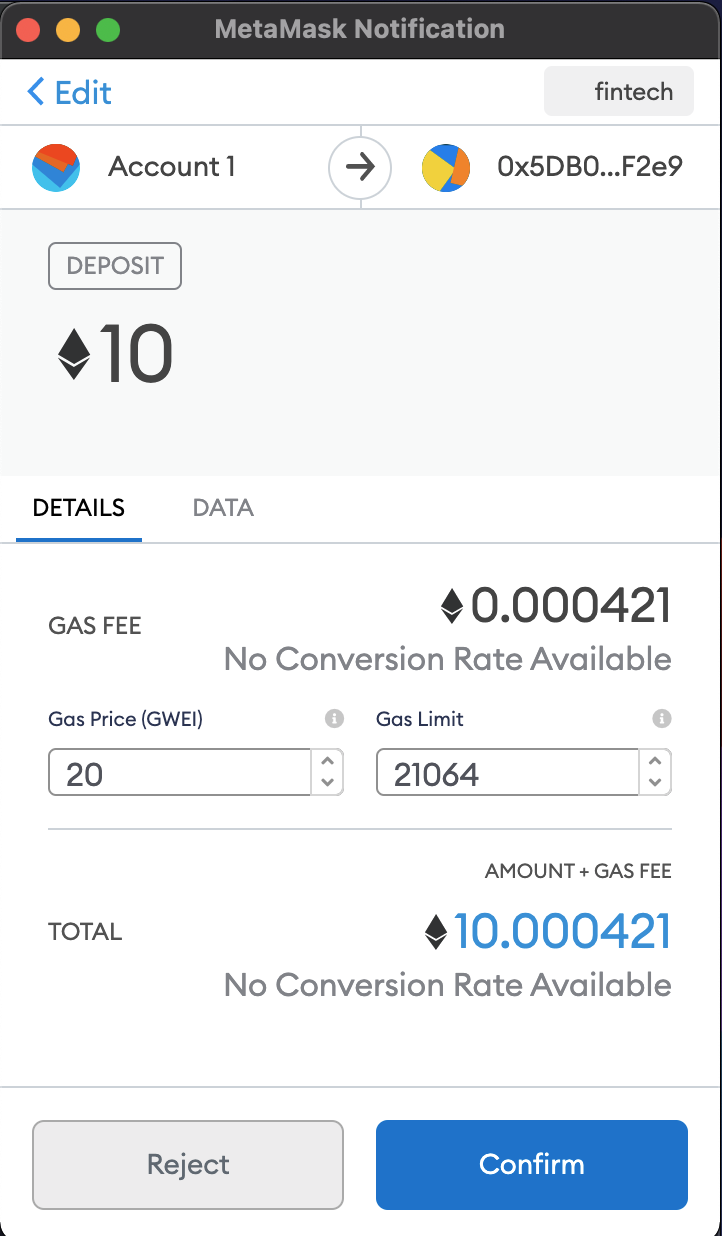 MetaMask Notification
Edit
fintech
Account 1
0x5DB0...F2e9
DEPOSIT
10
DETAILS
DATA
GAS FEE
0.000421
No Conversion Rate Available
Gas Price (GWEI)
Gas Limit
20
21064
AMOUNT + GAS FEE
TOTAL
10.000421
No Conversion Rate Available
Reject
Confirm